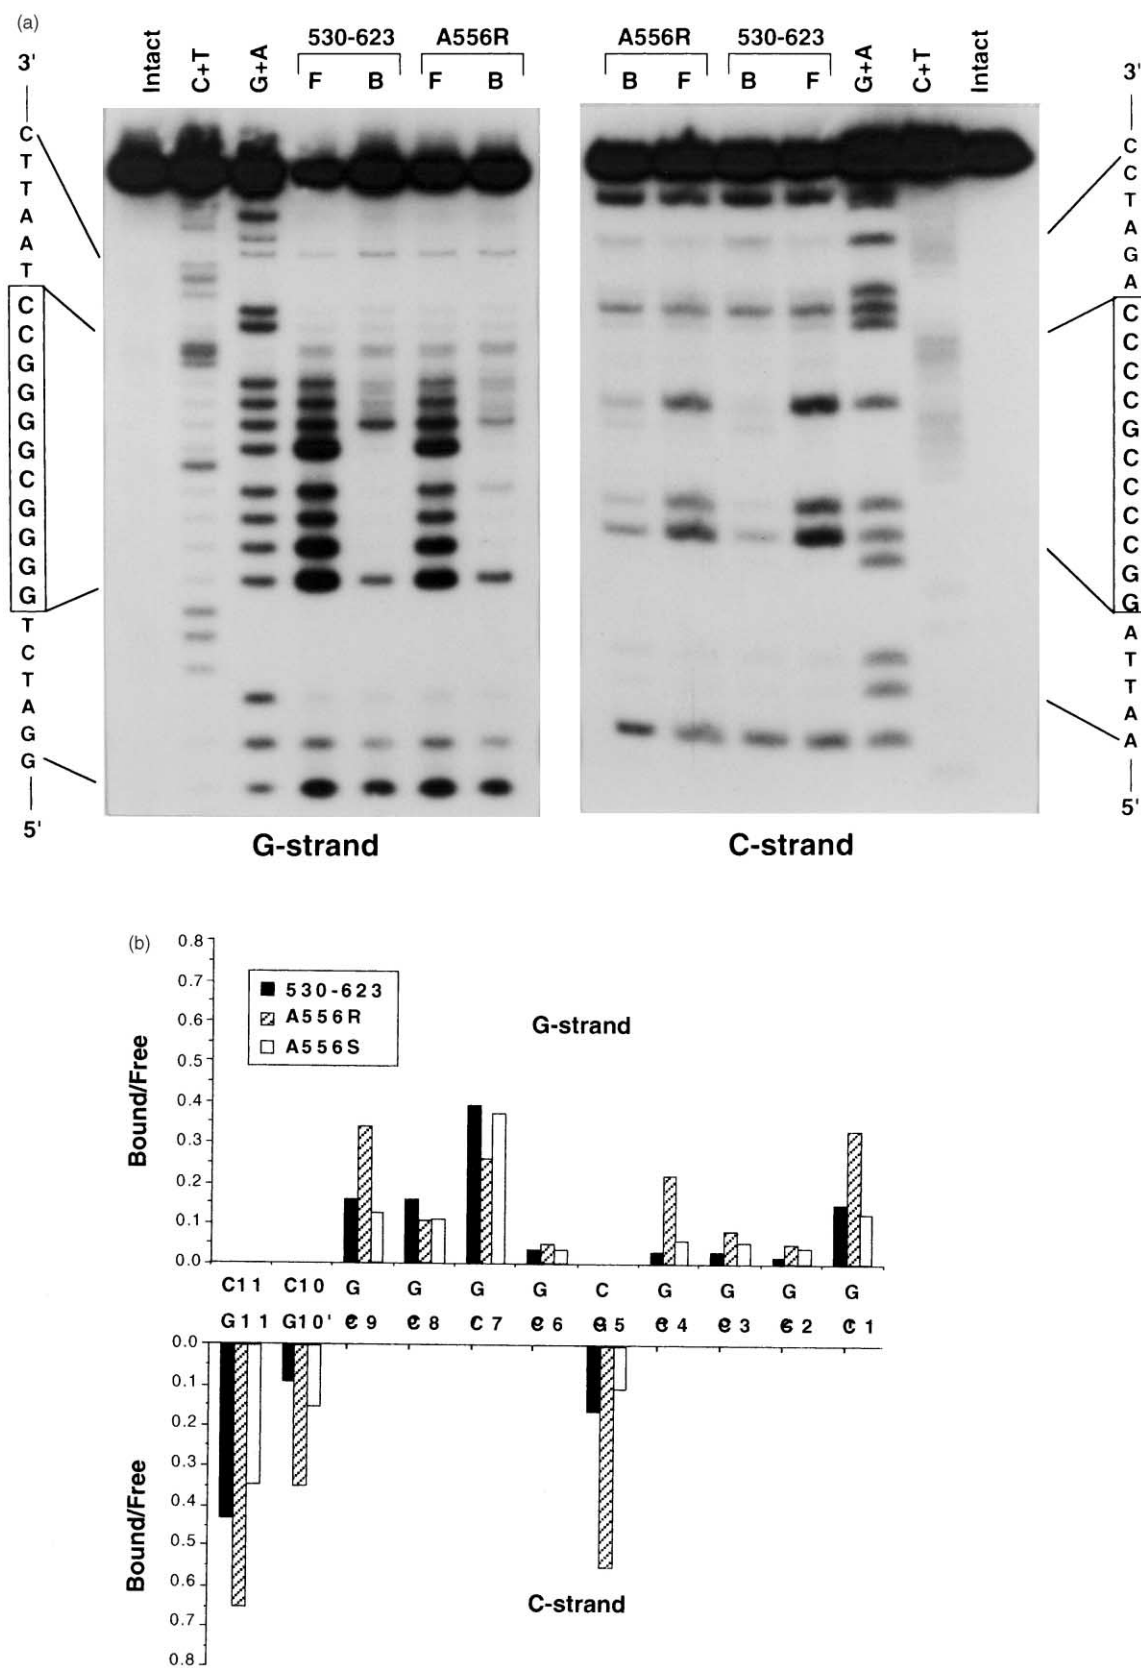 (a)
3'
C
T
T
A
A
T
C
C
G
G
G
G
C
G
G
G
G
T
C
T
A
G
G
5'
Intact
C+T
G+A
530-623
F
B
A556R
F
B
G-strand
A556R
B
F
530-623
B
F
G+A
C+T
Intact
C-strand
3'
C
C
T
A
G
A
C
C
C
C
G
C
C
C
C
G
G
A
T
T
A
A
5'
(b)
0.8
0.7
0.6
0.5
0.4
0.3
0.2
0.1
0.0
Bound/Free
530-623
A556R
A556S
G-strand
C11 C10 G G G G C G G G G
G11 G10' C9 C8 C7 C6 G5 C4 C3 C2 C1
0.0
0.1
0.2
0.3
0.4
0.5
0.6
0.7
0.8
Bound/Free
C-strand